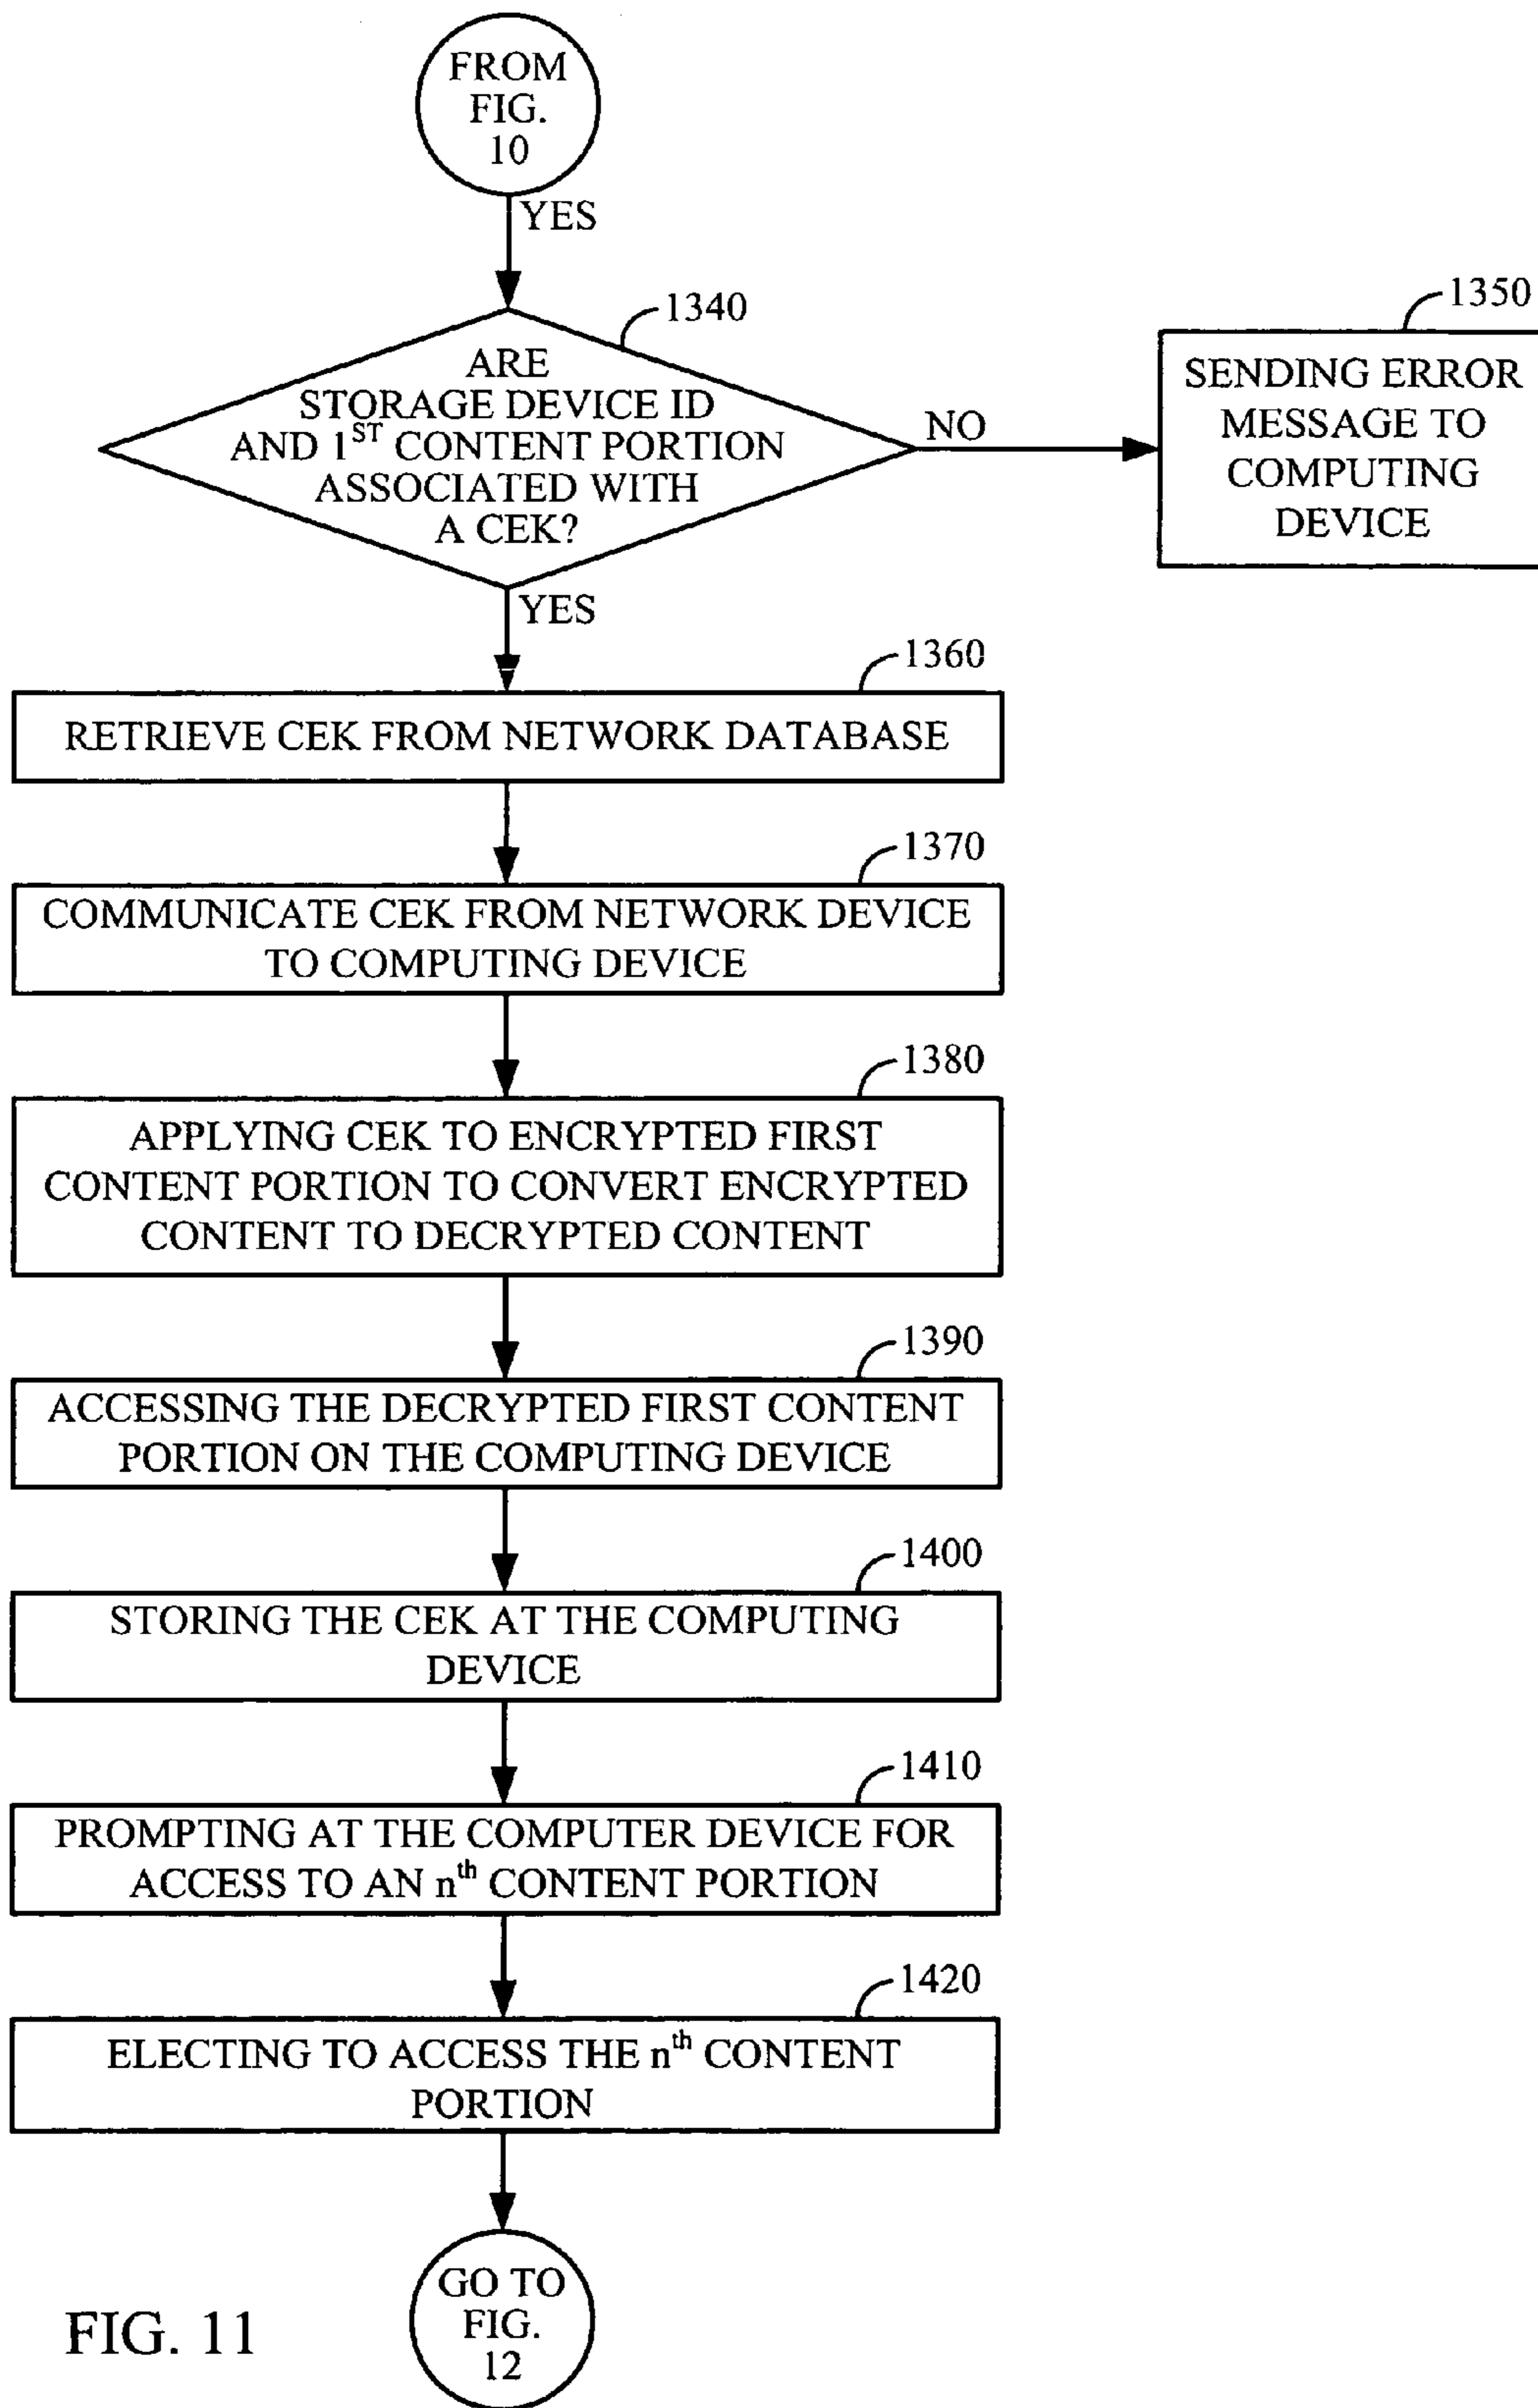 FROM
FIG.
10
YES
1340
ARE
STORAGE DEVICE ID
AND 1ST CONTENT PORTION
ASSOCIATED WITH
A CEK?
NO
1350
SENDING ERROR
MESSAGE TO
COMPUTING
DEVICE
YES
1360
RETRIEVE CEK FROM NETWORK DATABASE
1370
COMMUNICATE CEK FROM NETWORK DEVICE
TO COMPUTING DEVICE
1380
APPLYING CEK TO ENCRYPTED FIRST
CONTENT PORTION TO CONVERT ENCRYPTED
CONTENT TO DECRYPTED CONTENT
1390
ACCESSING THE DECRYPTED FIRST CONTENT
PORTION ON THE COMPUTING DEVICE
1400
STORING THE CEK AT THE COMPUTING
DEVICE
1410
PROMPTING AT THE COMPUTER DEVICE FOR
ACCESS TO AN nth CONTENT PORTION
1420
ELECTING TO ACCESS THE nth CONTENT
PORTION
GO TO
FIG.
12
FIG. 11